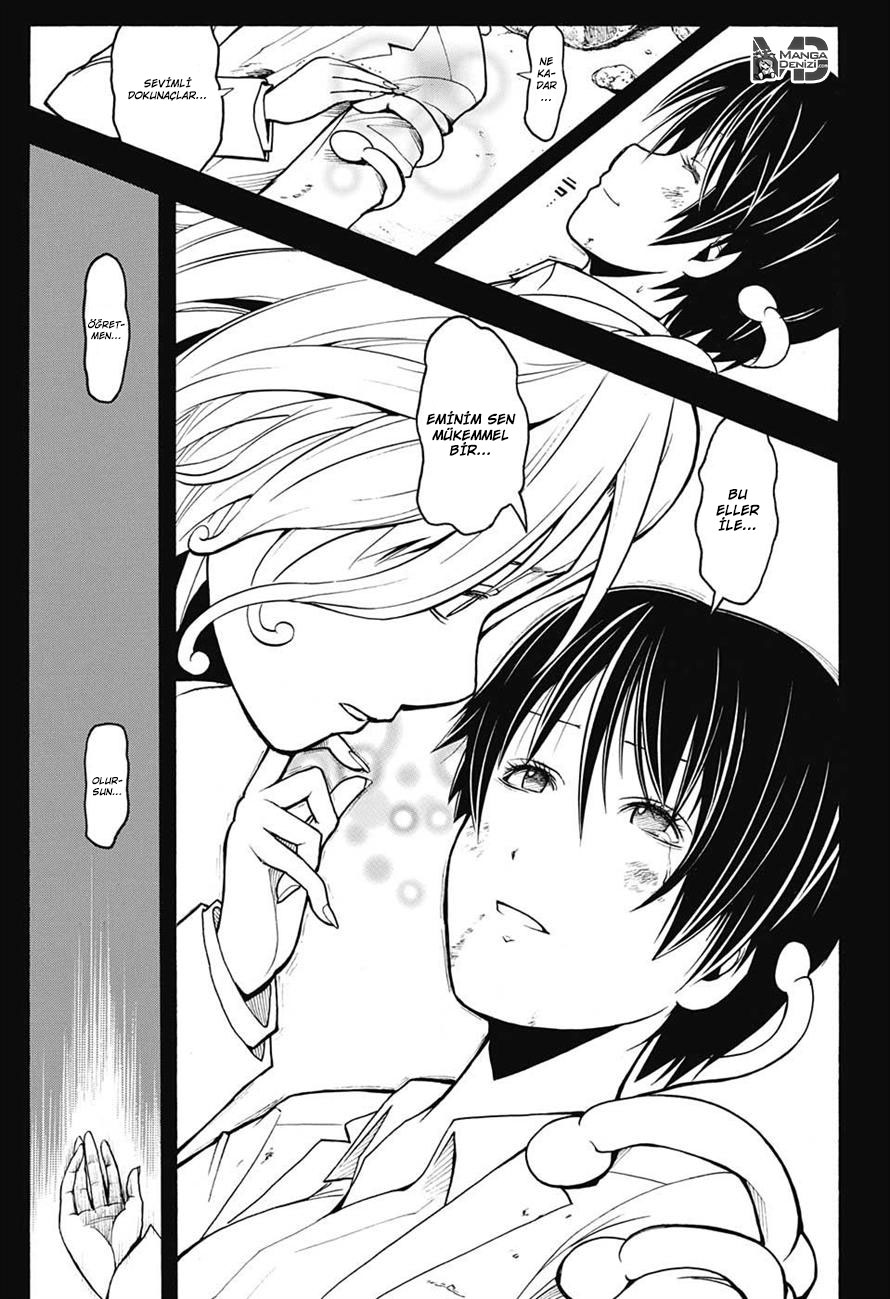 MANGA
DENİZİ.com
NE
KA-
DAR
...
SEVİMLİ
DOKUNAÇLAR...
BU
ELLER
İLE...
EMİNİM SEN
MÜKEMMEL
BİR...
ÖĞRET-
MEN...
OLUR-
SUN...